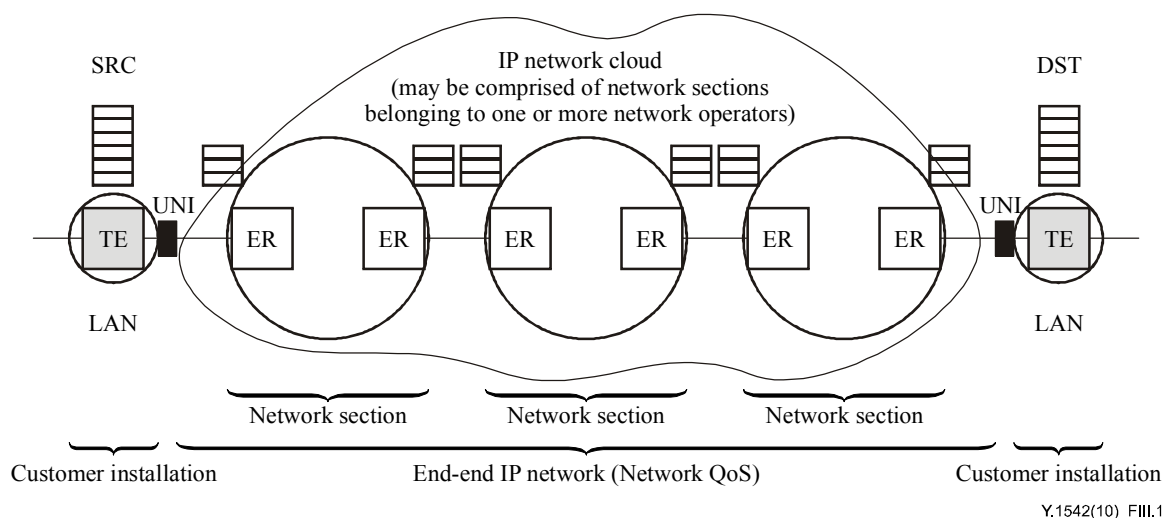 IP network cloud
(may be comprised of network sections
belonging to one or more network operators)
SRC
DST
UNI
UNI
TE
ER
ER
ER
ER
ER
ER
TE
LAN
LAN
Network section
Network section
Network section
Customer installation
End-end IP network (Network QoS)
Customer installation
Y.1542(10)_FIII.1